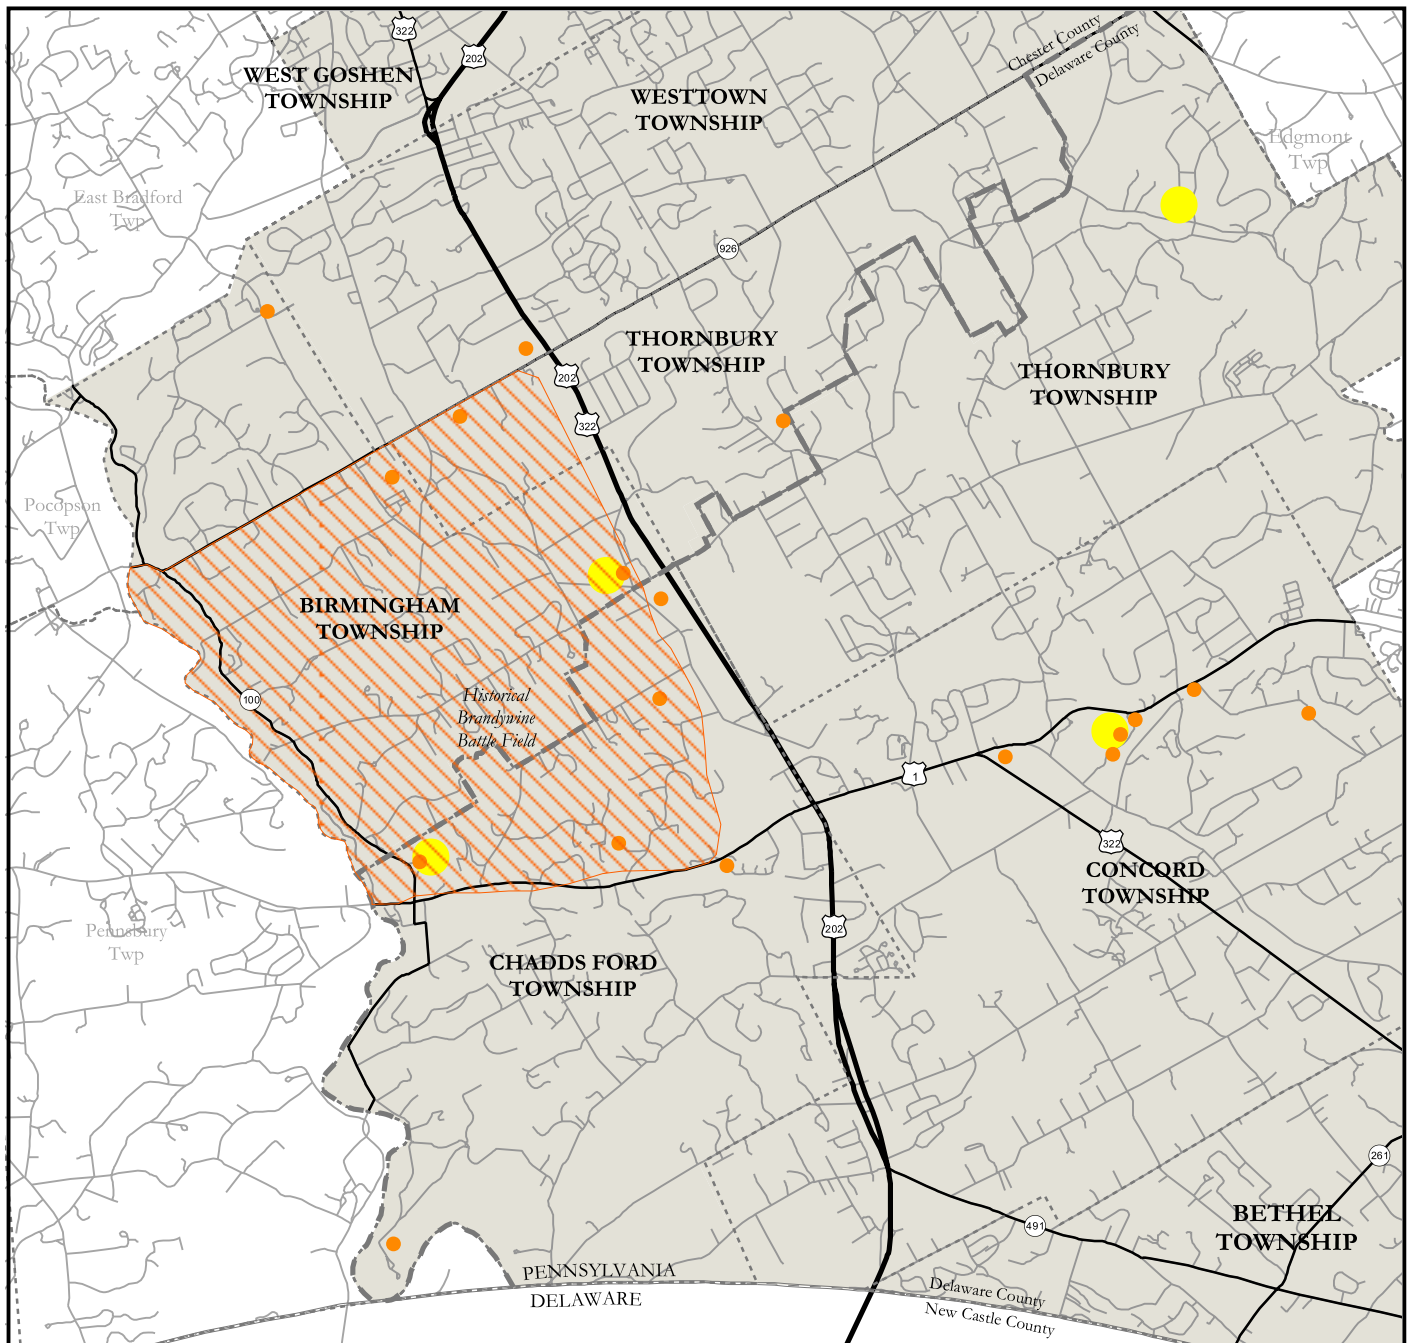 322
202
WEST GOSHEN
TOWNSHIP
WESTTOWN
TOWNSHIP
Chester County
Delaware County
Edgmont
Twp
East Bradford
Twp
926
THORNBURY
TOWNSHIP
THORNBURY
TOWNSHIP
202
322
Pocopson
Twp
BIRMINGHAM
TOWNSHIP
100
Historical
Brandywine
Battle Field
1
322
CONCORD
TOWNSHIP
Pennsbury
Twp
202
CHADDS FORD
TOWNSHIP
261
491
BETHEL
TOWNSHIP
PENNSYLVANIA
DELAWARE
Delaware County
New Castle County